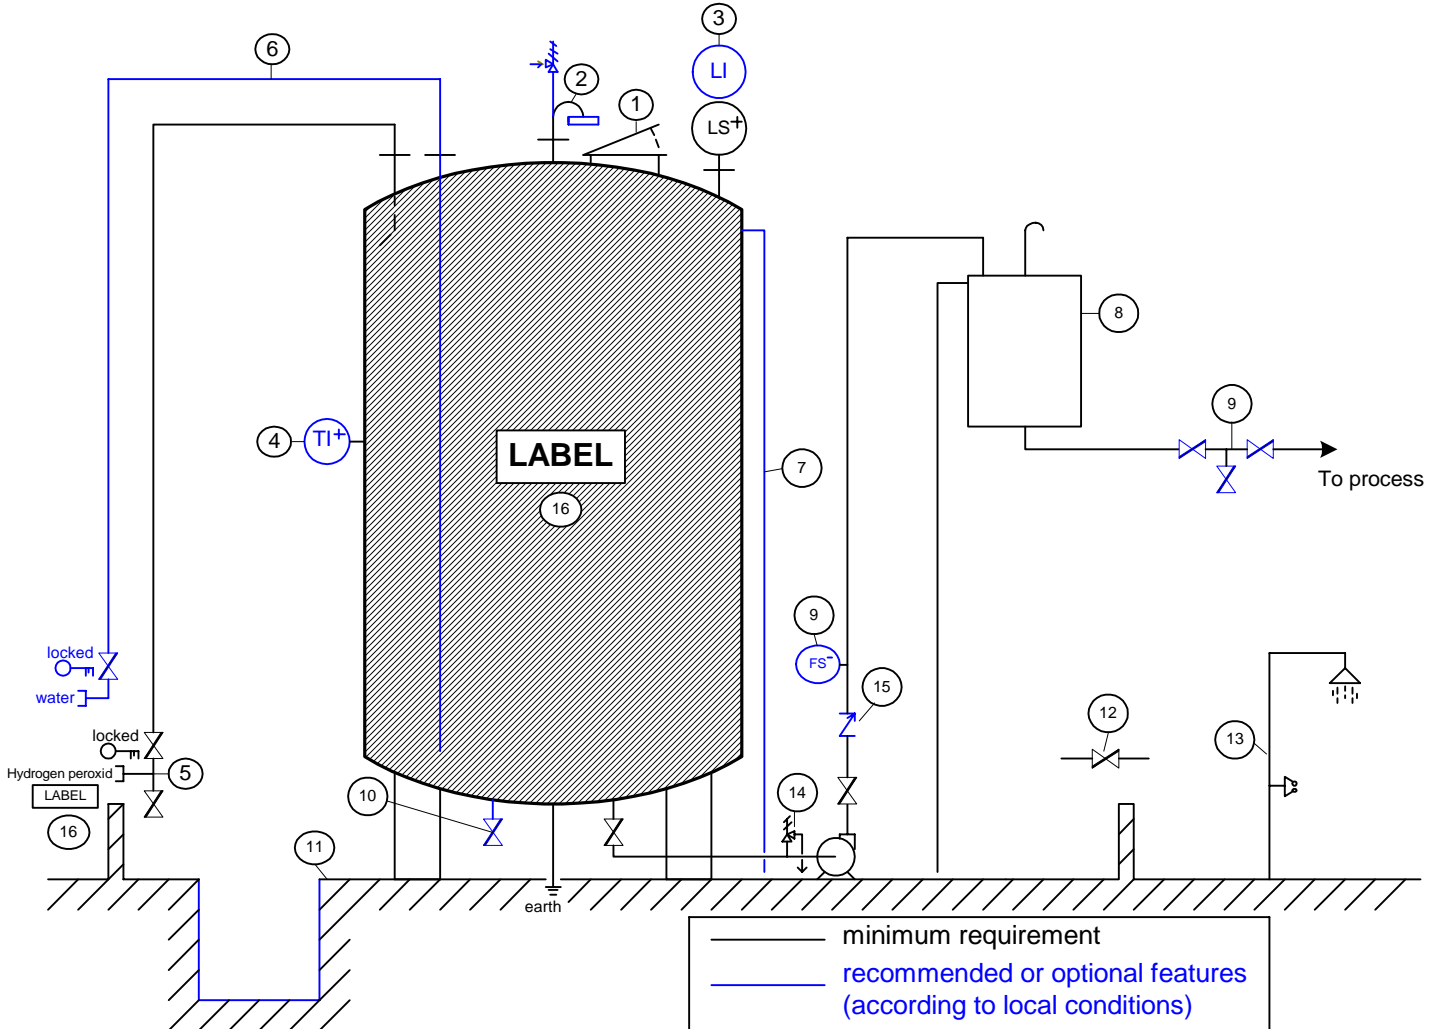 3
6
LI
2
1
LS+
8
9
4
TI+
LABEL
7
To process
16
9
FS-
locked
15
water
12
locked
13
Hydrogen peroxid
5
10
14
LABEL
16
11
earth
minimum requirement
recommended or optional features
(according to local conditions)